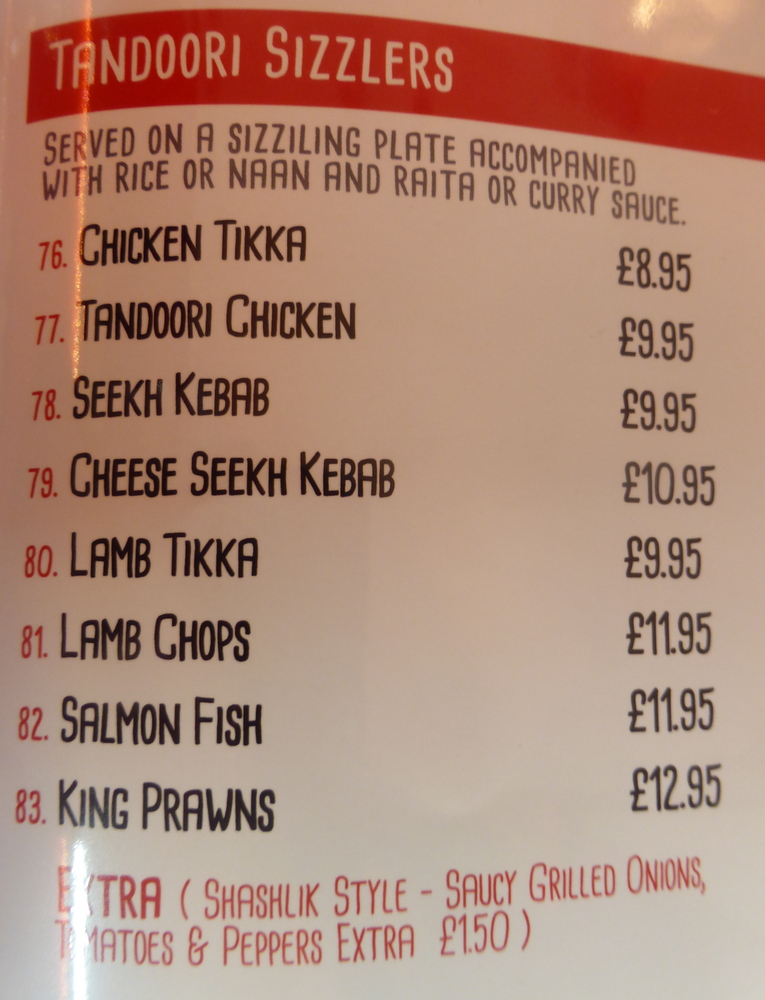 TANDOORI SIZZLERS
SERVED ON A SIZZILING PLATE ACCOMPANIED
WITH RICE OR NAAN AND RAITA OR CURRY SAUCE.
76. CHICKEN TIKKA £8.95
77. TANDOORI CHICKEN £9.95
78. SEEKH KEBAB £9.95
79. CHEESE SEEKH KEBAB £10.95
80. LAMB TIKKA £9.95
81. LAMB CHOPS £11.95
82. SALMON FISH £11.95
83. KING PRAWNS £12.95
EXTRA ( SHASHLIK STYLE - SAUCY GRILLED ONIONS,
TOMATOES & PEPPERS EXTRA £1.50 )